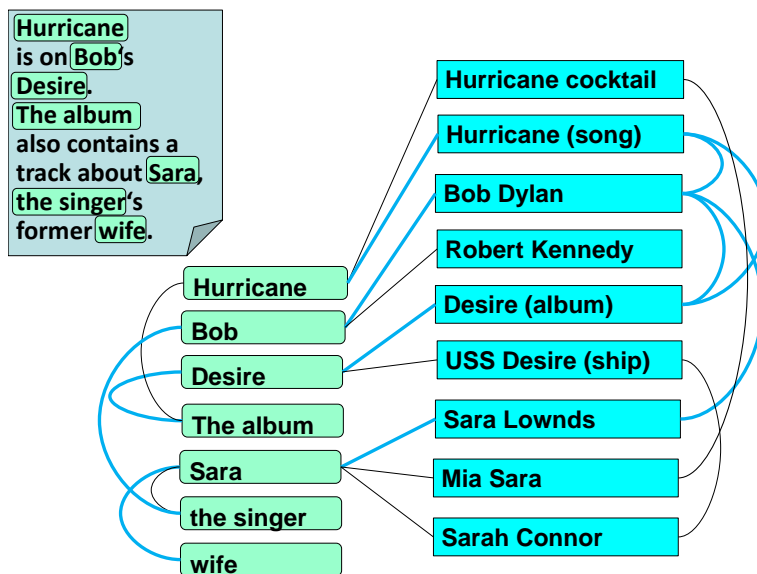 Hurricane
is on Bob‘s
Desire.
The album
also contains a
track about Sara,
the singer‘s
former wife.
Hurricane
Bob
Desire
The album
Sara
the singer
wife
Hurricane cocktail
Hurricane (song)
Bob Dylan
Robert Kennedy
Desire (album)
USS Desire (ship)
Sara Lownds
Mia Sara
Sarah Connor